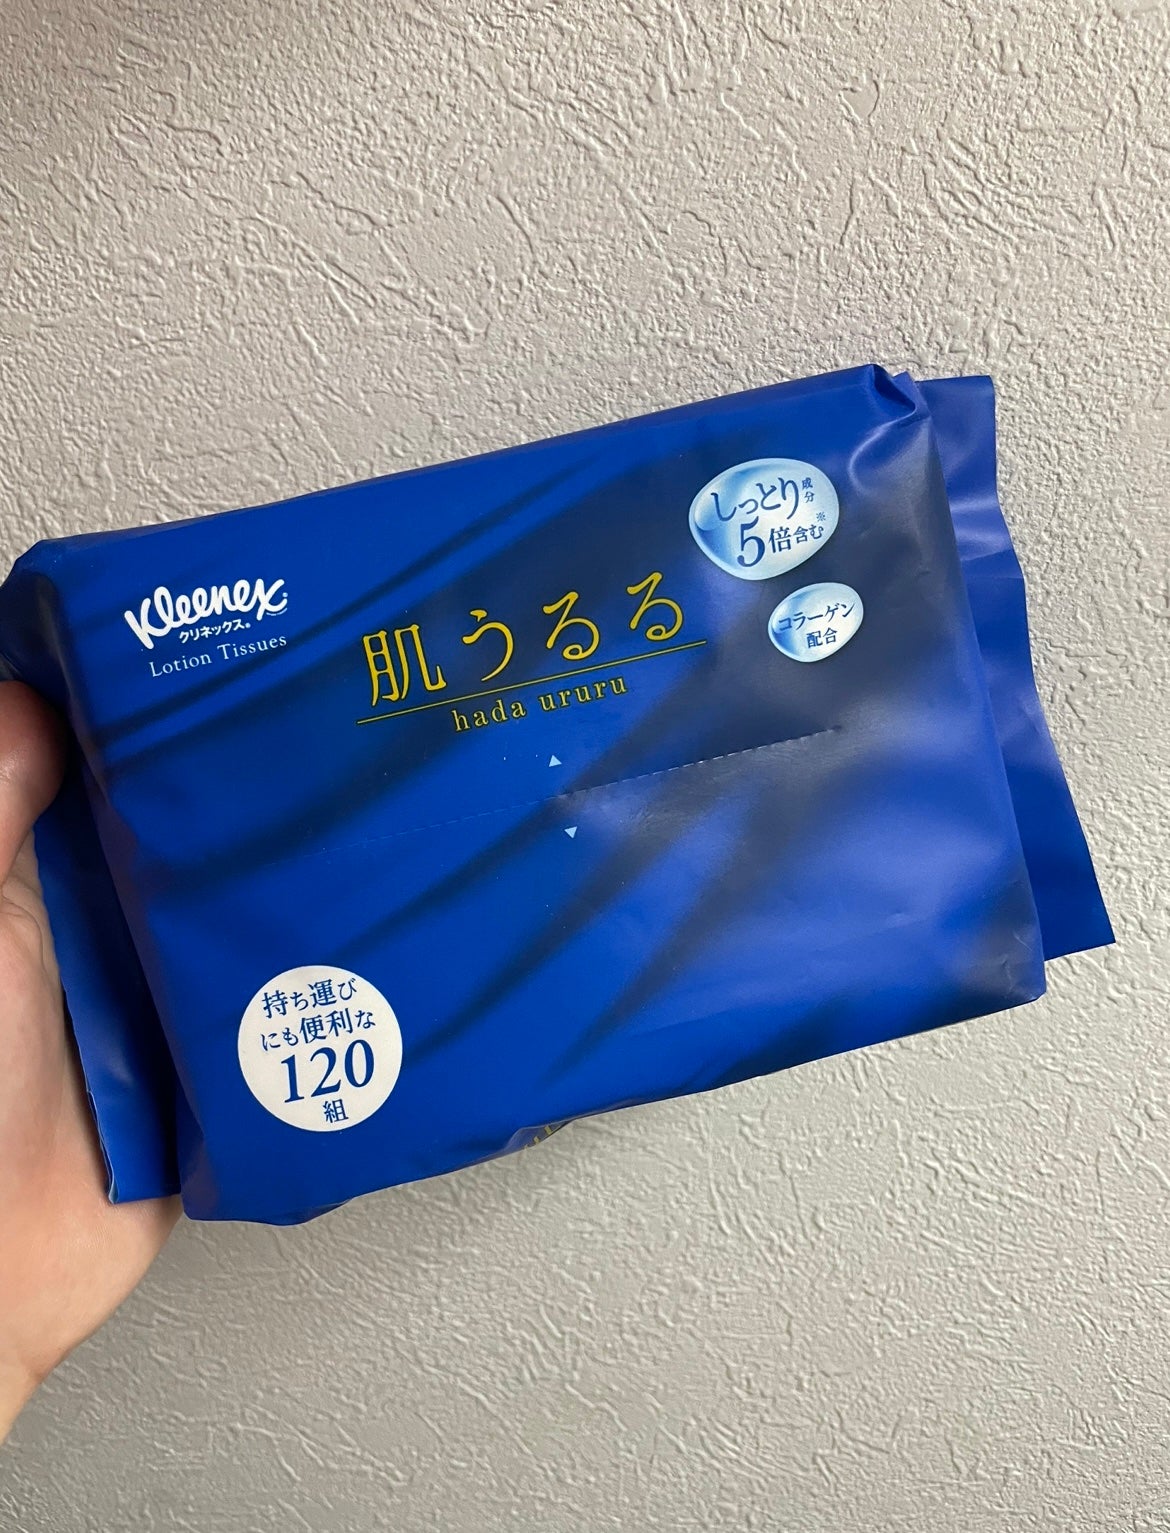 Kleenex
クリネックス®
Lotion Tissues
肌うるる
hada ururu
しっとり成分
5倍含む※
コラーゲン
配合
持ち運び
にも便利な
120
組